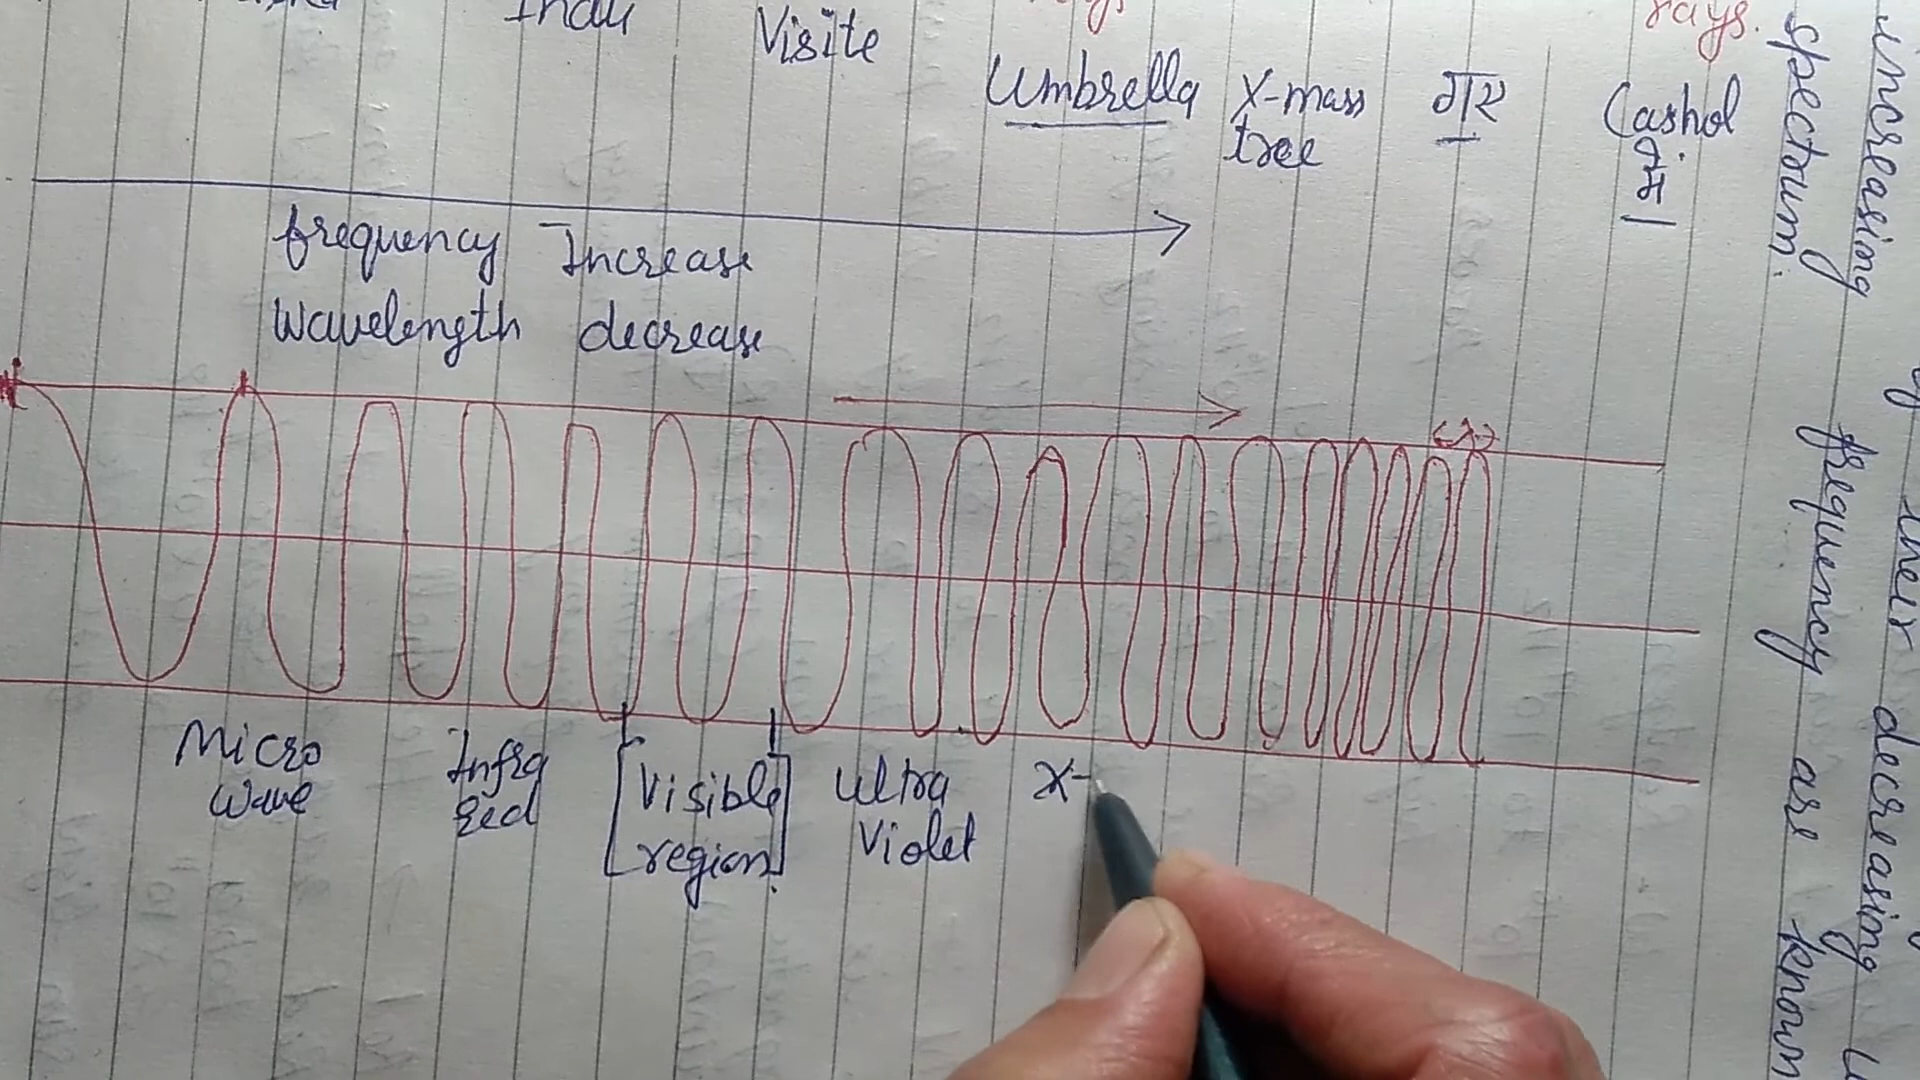 rays.
Visite
Umbrella X-mass tree गार Cashol में
frequency Increase
Wavelength decrease
Micro wave
Infra Red
Visible region
Ultra Violet
X-
increasing
spectrum.
their decreasing
frequency are known